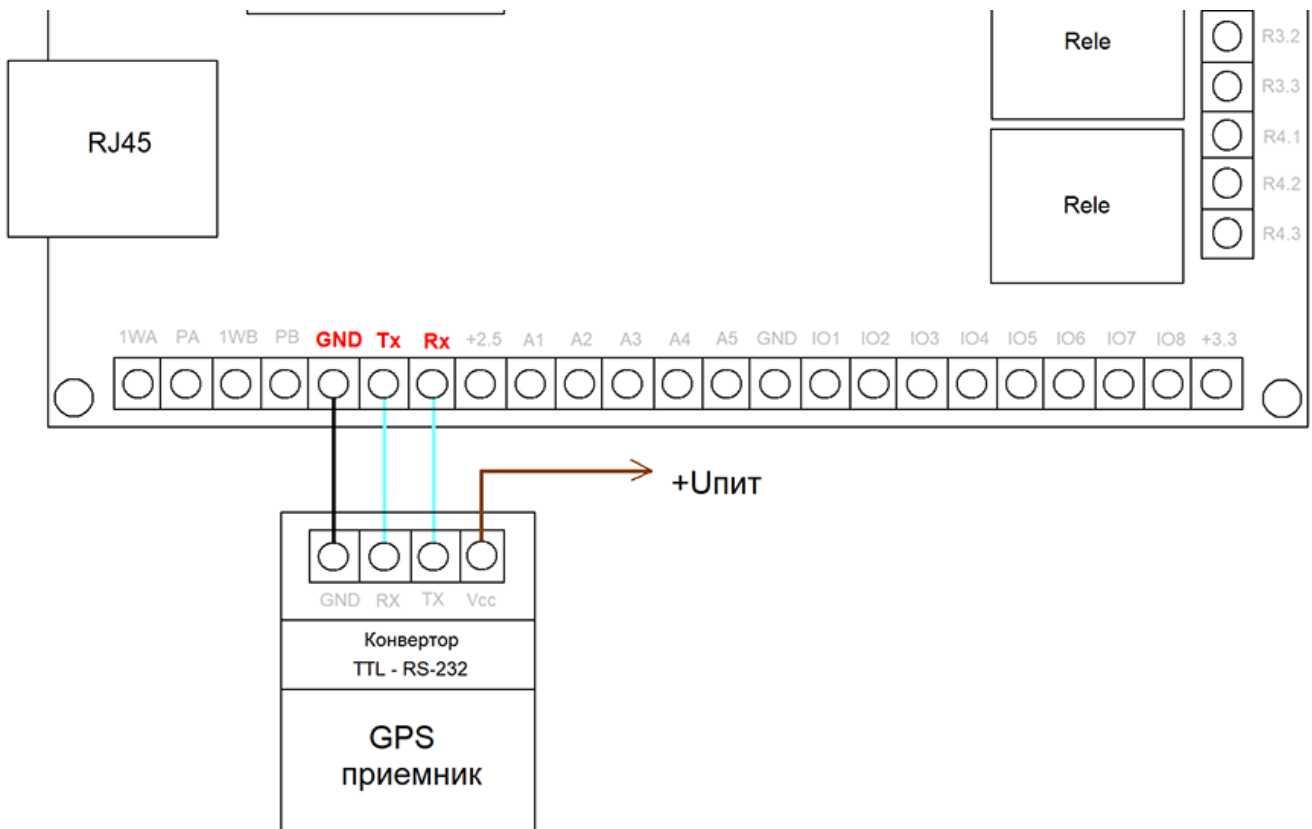 Rele
R3.2
R3.3
RJ45
R4.1
R4.2
Rele
R4.3
1WA PA 1WB PB GND Tx Rx +2.5 A1 A2 A3 A4 A5 GND IO1 IO2 IO3 IO4 IO5 IO6 IO7 IO8 +3.3
+Uпит
GND RX TX Vcc
Конвертор
TTL - RS-232
GPS
приемник